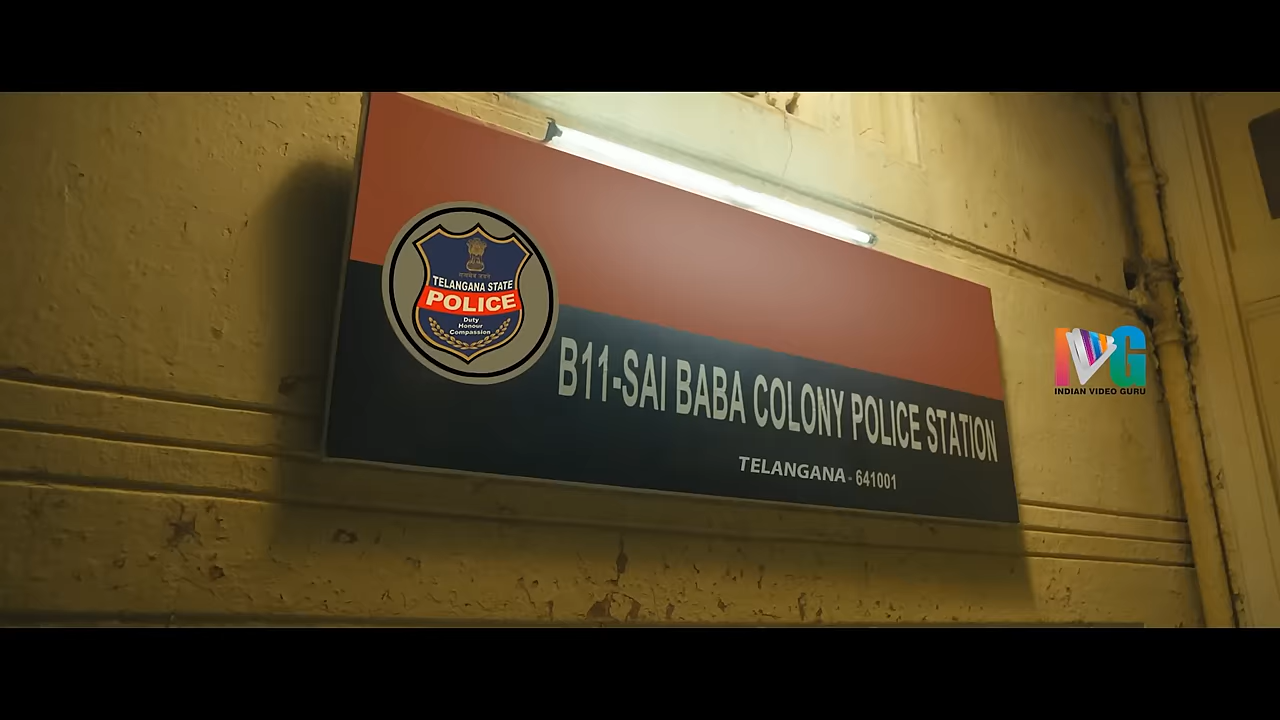 TELANGANA STATE
POLICE
Duty
Honour
Compassion
B11-SAI BABA COLONY POLICE STATION
TELANGANA - 641001
INDIAN VIDEO GURU